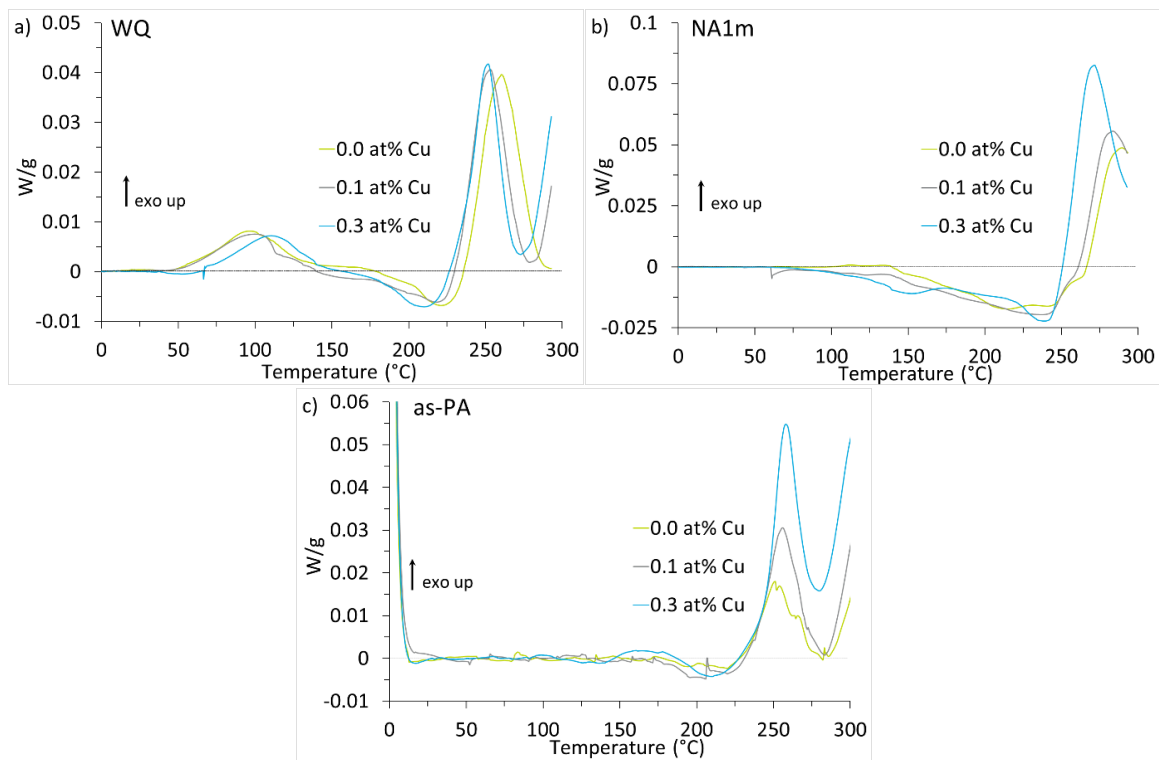 a) WQ
0.05
0.04
0.03
0.02
0.01
0
-0.01
W/g
exo up
0.0 at% Cu
0.1 at% Cu
0.3 at% Cu
0 50 100 150 200 250 300
Temperature (°C)
b) NA1m
0.1
0.075
0.05
0.025
0
-0.025
W/g
exo up
0.0 at% Cu
0.1 at% Cu
0.3 at% Cu
0 50 100 150 200 250 300
Temperature (°C)
c) as-PA
0.06
0.05
0.04
0.03
0.02
0.01
0
-0.01
W/g
exo up
0.0 at% Cu
0.1 at% Cu
0.3 at% Cu
0 50 100 150 200 250 300
Temperature (°C)